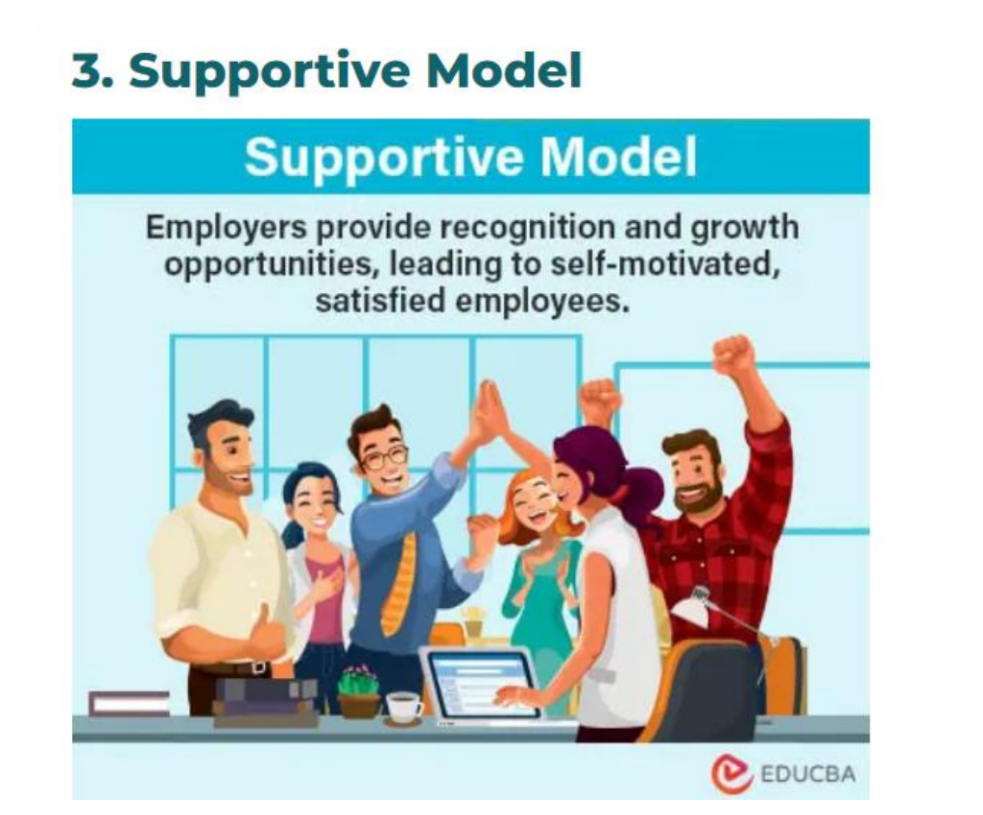 3. Supportive Model
Supportive Model
Employers provide recognition and growth
opportunities, leading to self-motivated,
satisfied employees.
EDUCBA